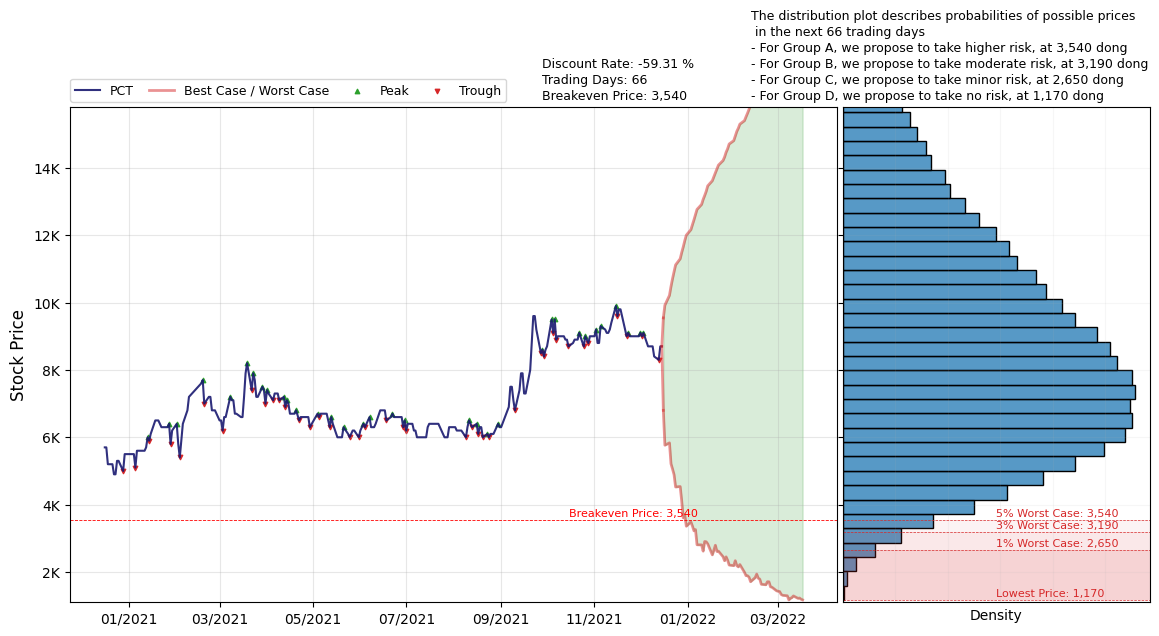 The distribution plot describes probabilities of possible prices
in the next 66 trading days
- For Group A, we propose to take higher risk, at 3,540 dong
- For Group B, we propose to take moderate risk, at 3,190 dong
- For Group C, we propose to take minor risk, at 2,650 dong
- For Group D, we propose to take no risk, at 1,170 dong
Discount Rate: -59.31 %
Trading Days: 66
Breakeven Price: 3,540
PCT
Best Case / Worst Case
Peak
Trough
Stock Price
14K
12K
10K
8K
6K
4K
2K
Breakeven Price: 3,540
5% Worst Case: 3,540
3% Worst Case: 3,190
1% Worst Case: 2,650
Lowest Price: 1,170
01/2021
03/2021
05/2021
07/2021
09/2021
11/2021
01/2022
03/2022
Density